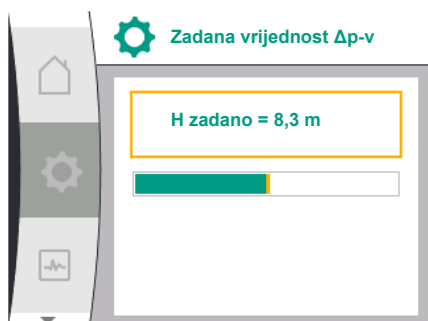 Zadana vrijednost Δp-v
H zadano = 8,3 m